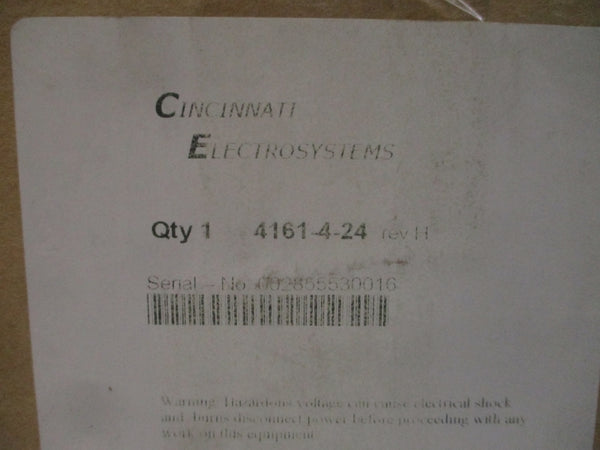 CINCINNATI
ELECTROSYSTEMS
Qty 1 4161-4-24 rev H
Serial - No 002855530016
Warning: Hazardous voltage can cause electrical shock
and burns disconnect power before proceeding with any
work on this equipment